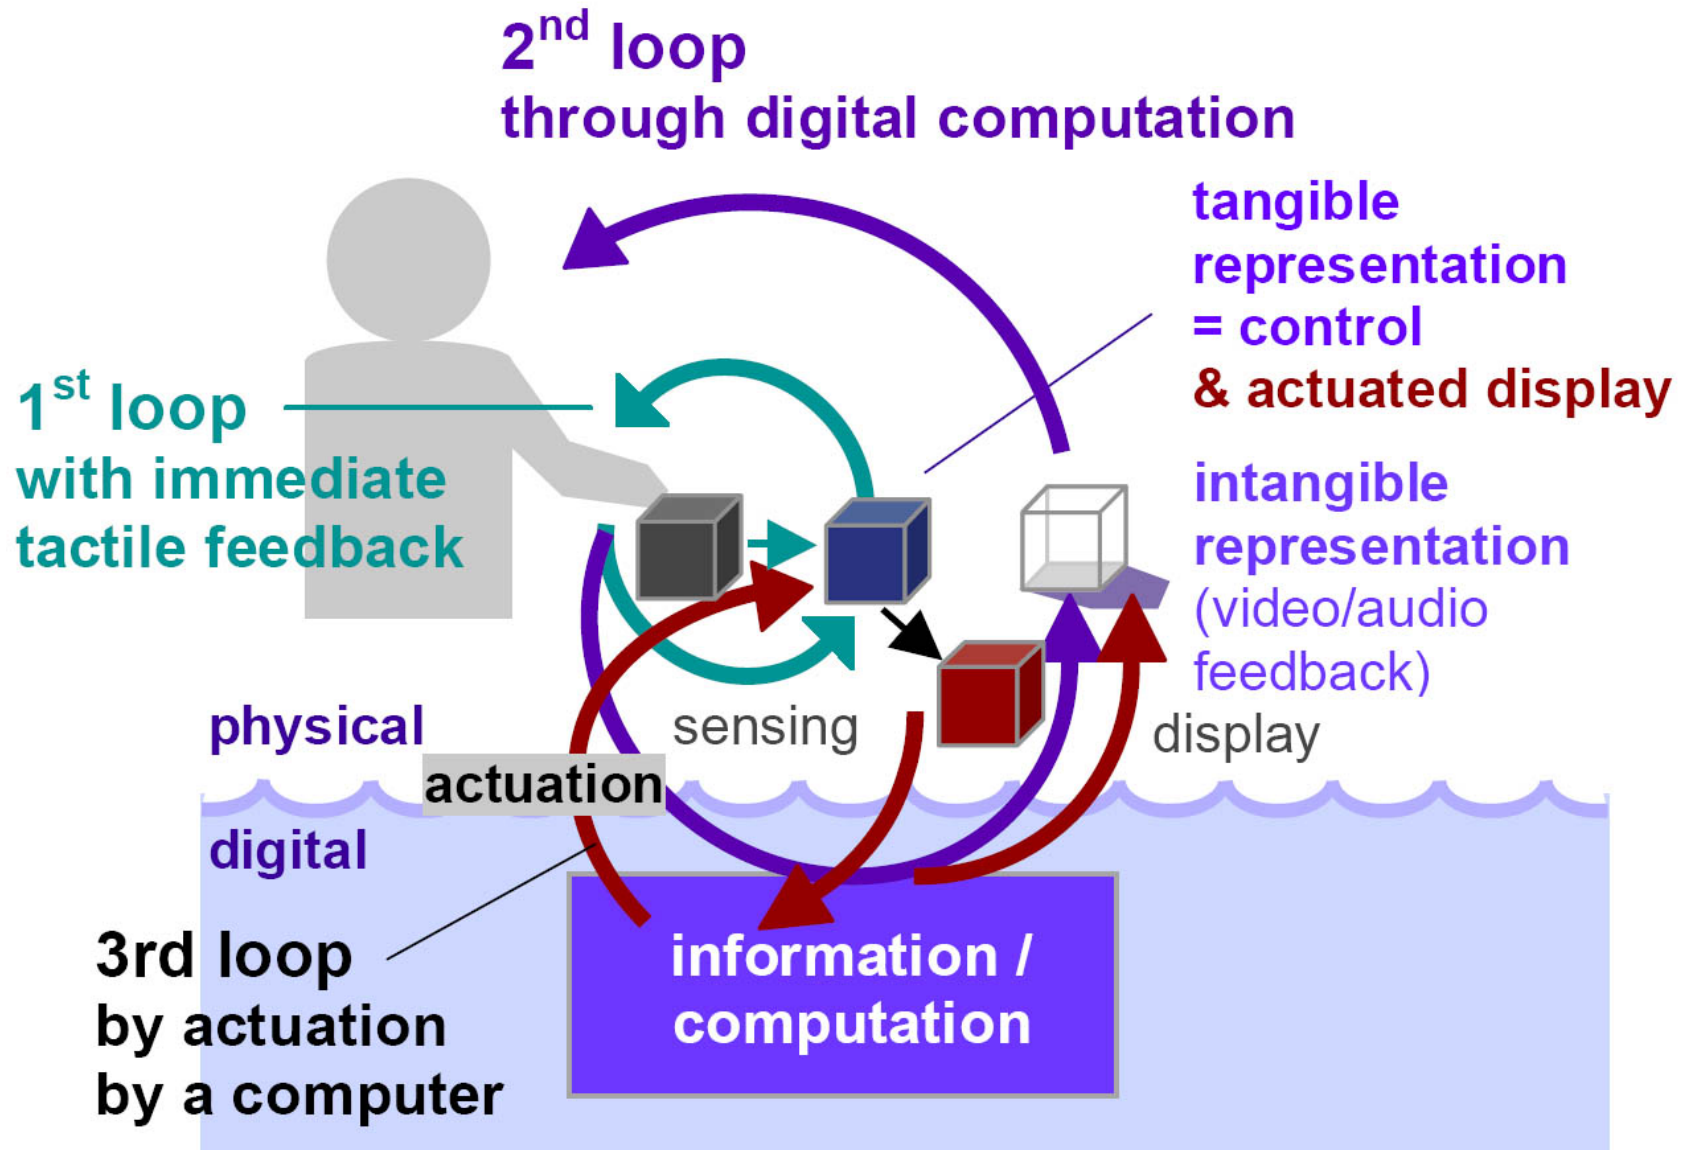 2nd loop
through digital computation
tangible
representation
= control
& actuated display
1st loop
with immediate
tactile feedback
intangible
representation
(video/audio
feedback)
physical
sensing
display
actuation
digital
3rd loop
by actuation
by a computer
information /
computation